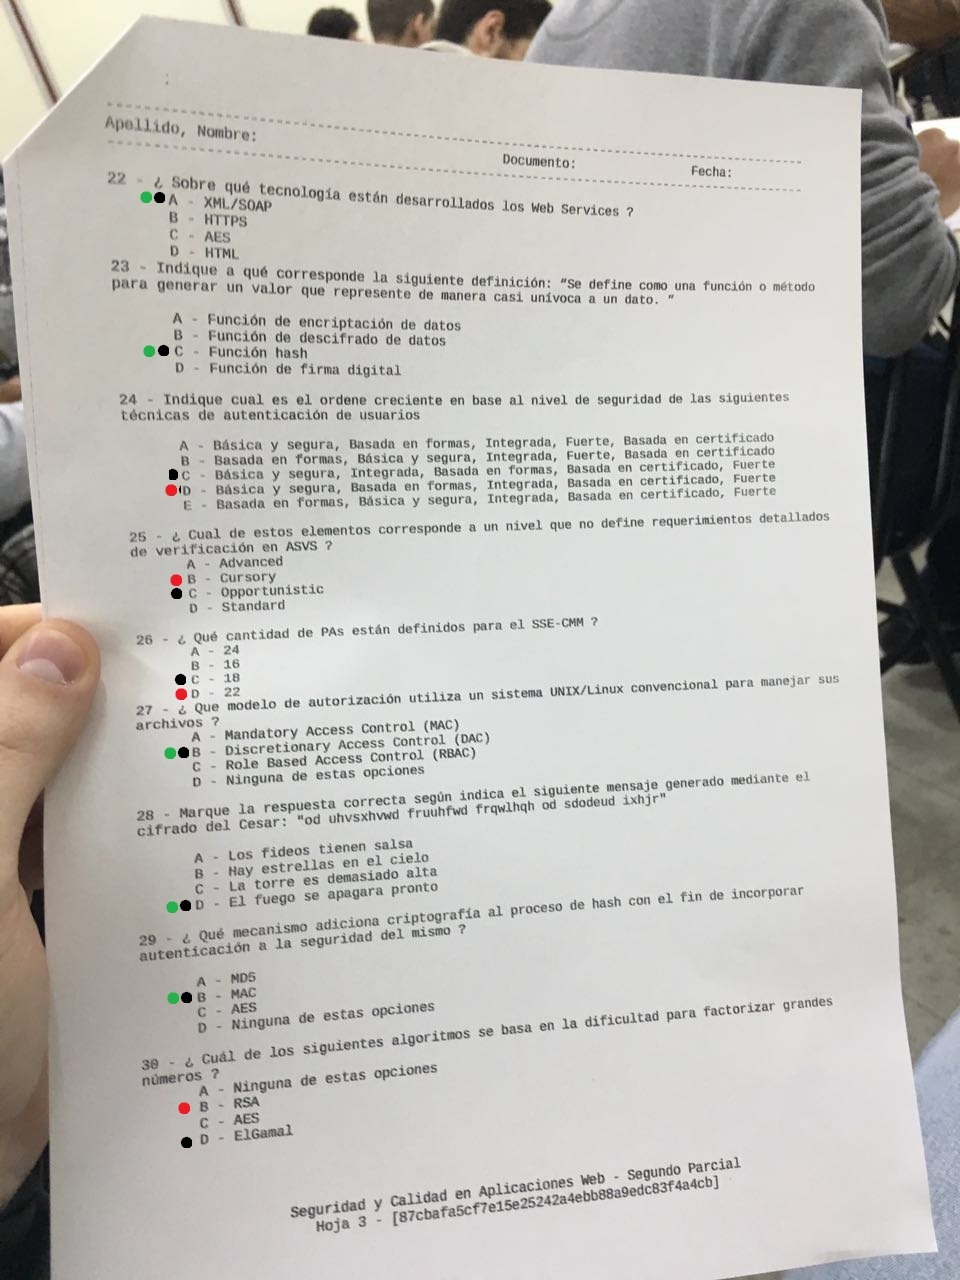 Apellido, Nombre:
Documento:
Fecha:
22 - ¿ Sobre qué tecnología están desarrollados los Web Services ?
A - XML/SOAP
B - HTTPS
C - AES
D - HTML
23 - Indique a qué corresponde la siguiente definición: “Se define como una función o método
para generar un valor que represente de manera casi unívoca a un dato. ”
A - Función de encriptación de datos
B - Función de descifrado de datos
C - Función hash
D - Función de firma digital
24 - Indique cual es el ordene creciente en base al nivel de seguridad de las siguientes
técnicas de autenticación de usuarios
A - Básica y segura, Basada en formas, Integrada, Fuerte, Basada en certificado
B - Basada en formas, Básica y segura, Integrada, Fuerte, Basada en certificado
C - Básica y segura, Integrada, Basada en formas, Basada en certificado, Fuerte
D - Básica y segura, Basada en formas, Integrada, Basada en certificado, Fuerte
E - Basada en formas, Básica y segura, Integrada, Basada en certificado, Fuerte
25 - ¿ Cual de estos elementos corresponde a un nivel que no define requerimientos detallados
de verificación en ASVS ?
A - Advanced
B - Cursory
C - Opportunistic
D - Standard
26 - ¿ Qué cantidad de PAs están definidos para el SSE-CMM ?
A - 24
B - 16
C - 18
D - 22
27 - ¿ Que modelo de autorización utiliza un sistema UNIX/Linux convencional para manejar sus
archivos ?
A - Mandatory Access Control (MAC)
B - Discretionary Access Control (DAC)
C - Role Based Access Control (RBAC)
D - Ninguna de estas opciones
28 - Marque la respuesta correcta según indica el siguiente mensaje generado mediante el
cifrado del Cesar: "od uhvsxhvwd fruuhfwd frqwlhqh od sdodeud ixhjr"
A - Los fideos tienen salsa
B - Hay estrellas en el cielo
C - La torre es demasiado alta
D - El fuego se apagara pronto
29 - ¿ Qué mecanismo adiciona criptografía al proceso de hash con el fin de incorporar
autenticación a la seguridad del mismo ?
A - MD5
B - MAC
C - AES
D - Ninguna de estas opciones
30 - ¿ Cuál de los siguientes algoritmos se basa en la dificultad para factorizar grandes
números ?
A - Ninguna de estas opciones
B - RSA
C - AES
D - ElGamal
Seguridad y Calidad en Aplicaciones Web - Segundo Parcial
Hoja 3 - [87cbafa5cf7e15e25242a4ebb88a9edc83f4a4cb]